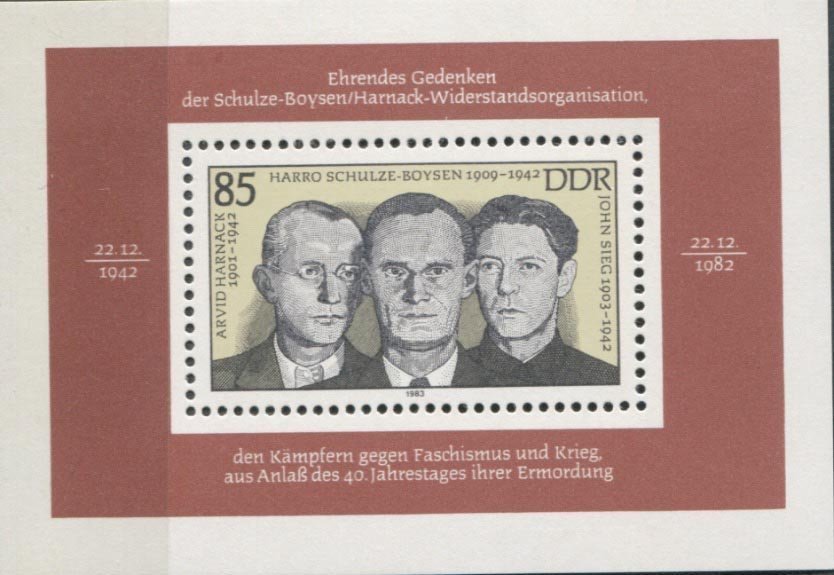 Ehrendes Gedenken
der Schulze-Boysen/Harnack-Widerstandsorganisation,
85
HARRO SCHULZE-BOYSEN 1909–1942
DDR
ARVID HARNACK
1901–1942
JOHN SIEG 1903–1942
1983
22.12.
1942
22.12.
1982
den Kämpfern gegen Faschismus und Krieg,
aus Anlaß des 40. Jahrestages ihrer Ermordung